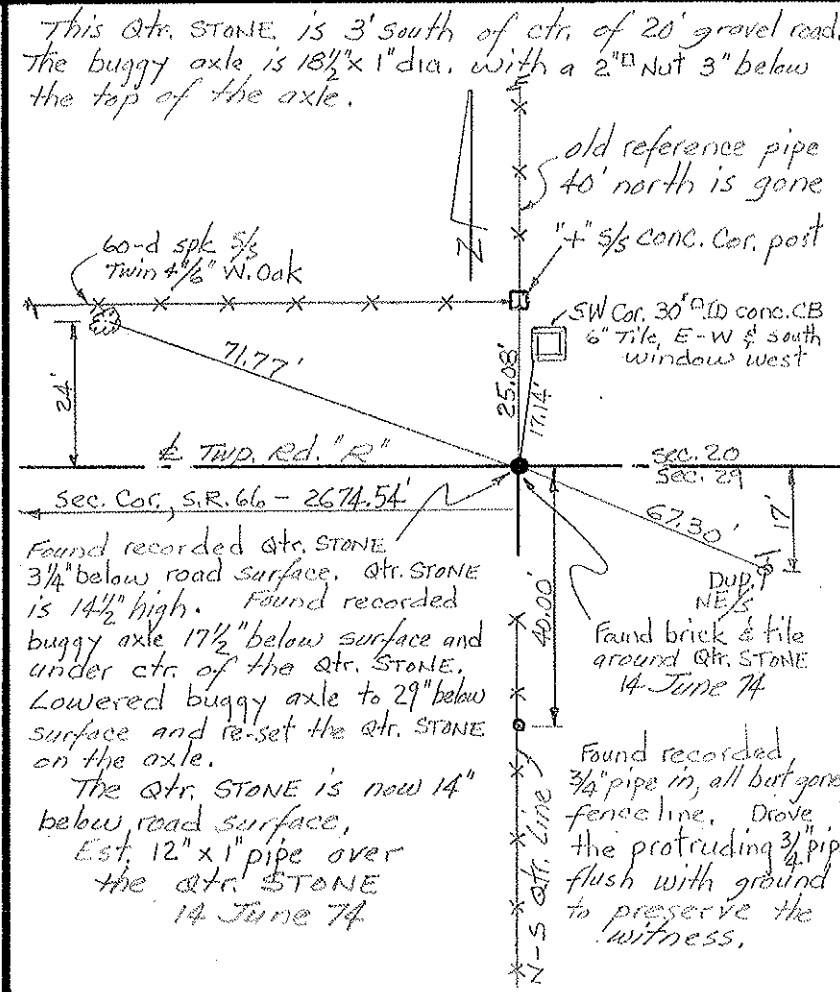 This Qtr. STONE is 3' south of ctr. of 20' gravel road.
The buggy axle is 18½" x 1" dia. with a 2"□ Nut 3" below
the top of the axle.
old reference pipe
40' north is gone
"+" S/s conc. Cor. post
60-d spk S/s
Twin 4"/6" W. Oak
SW Cor. 30"□ ID conc. CB
6" Tile, E-W & south
window west
N
71.77'
24'
25.08'
17.14'
℄ Twp. Rd. "R"
Sec. 20
Sec. 29
Sec. Cor., S.R. 66 - 2674.54'
67.30'
17'
40.00'
Dup. P
NE/s
Found recorded Qtr. STONE
3¼" below road surface. Qtr. STONE
is 14½" high. Found recorded
buggy axle 17½" below surface and
under ctr. of the Qtr. STONE.
Lowered buggy axle to 29" below
surface and re-set the Qtr. STONE
on the axle.
The Qtr. STONE is now 14"
below road surface,
Est. 12" x 1" pipe over
the Qtr. STONE
14 June 74
Found brick & tile
around Qtr. STONE
14 June 74
Found recorded
¾" pipe in, all but gone
fence line. Drove
the protruding ¾" pip
flush with ground
to preserve the
witness.
N-S Qtr. Line